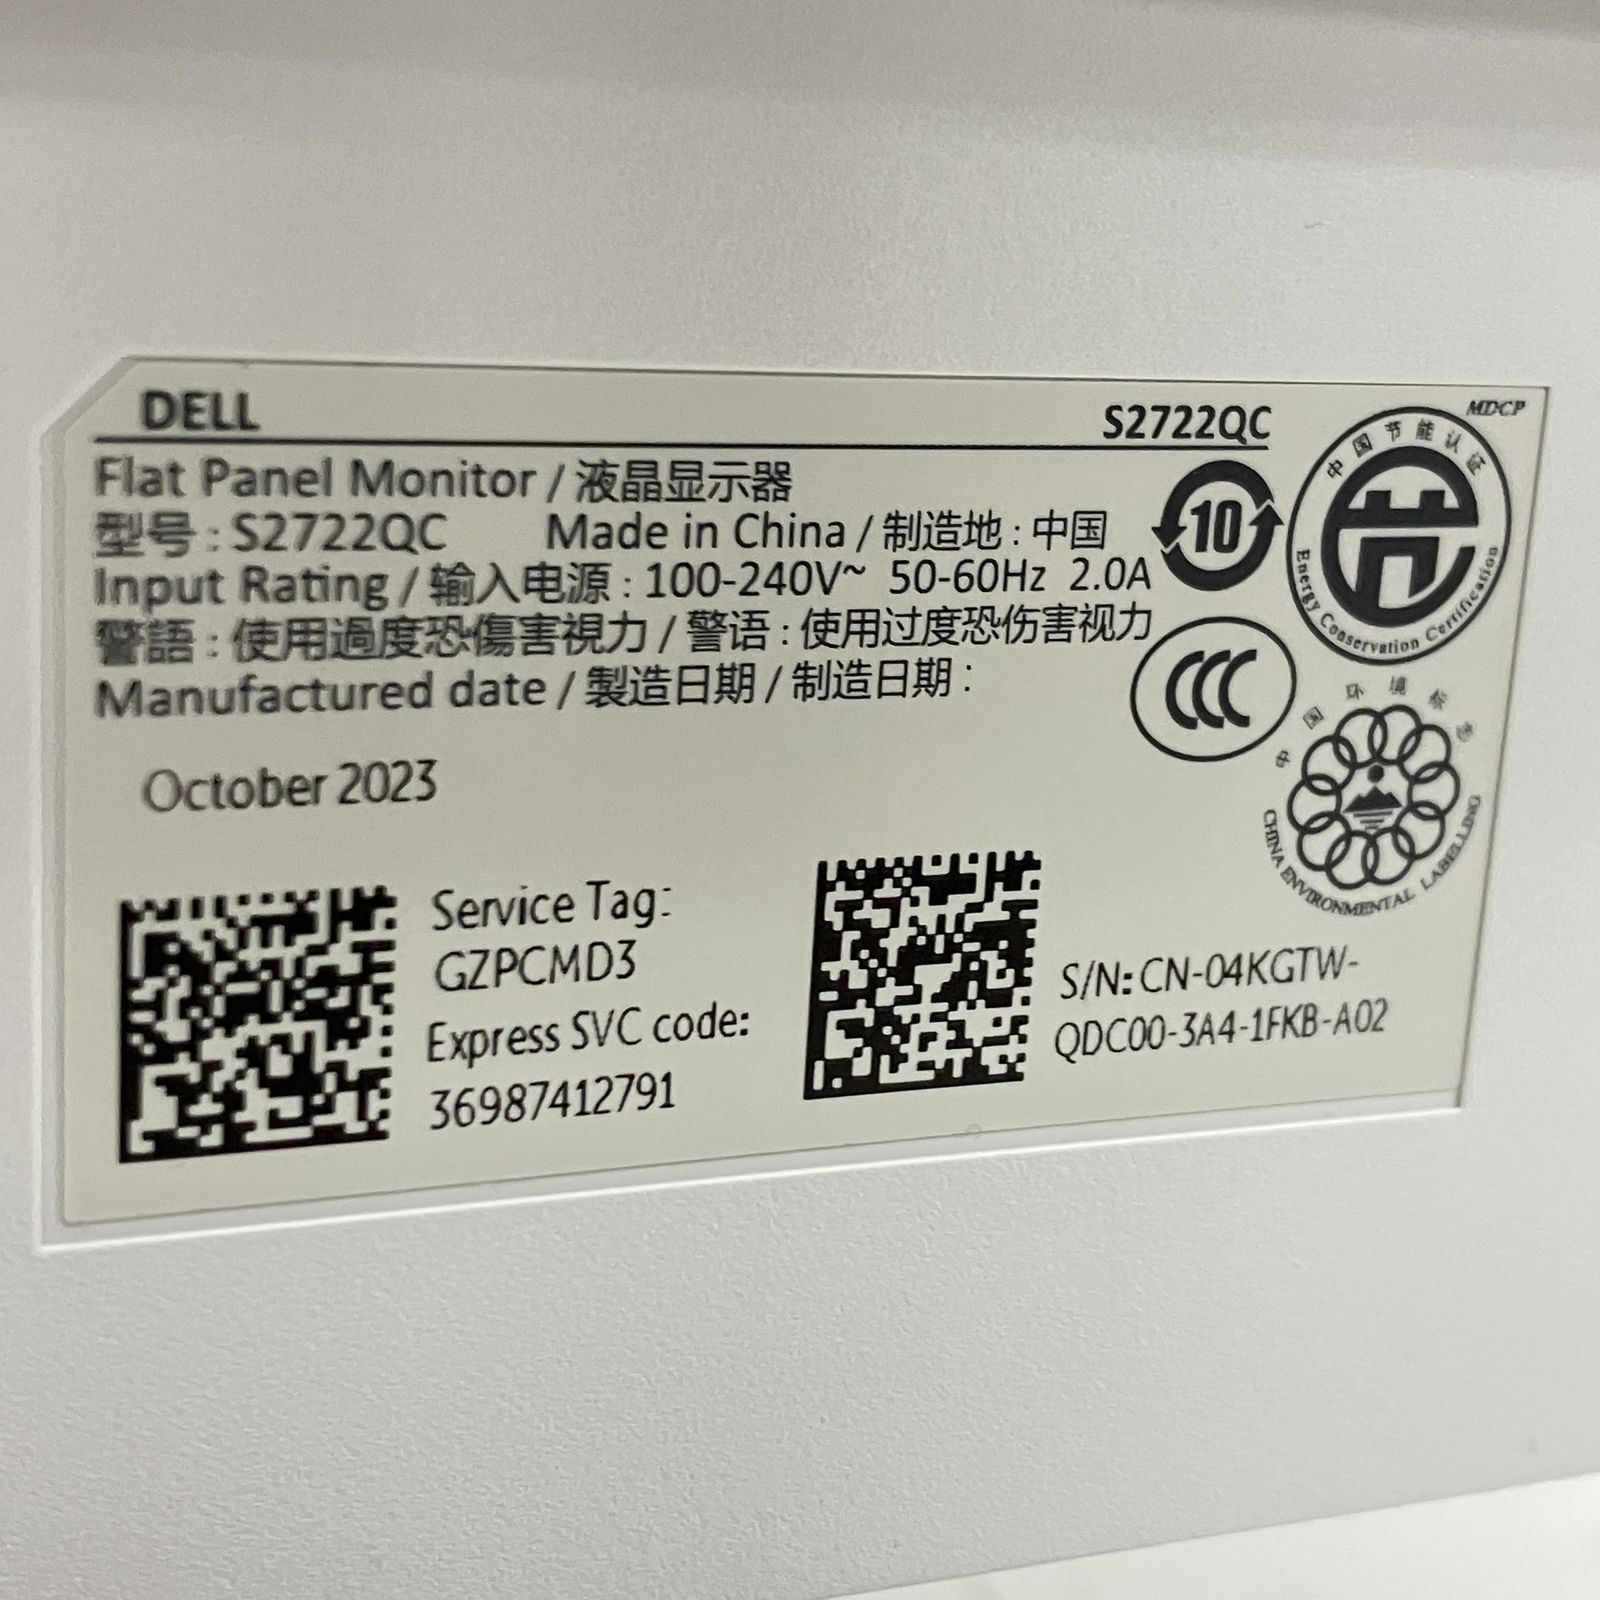 DELL
S2722QC
MDCP
Flat Panel Monitor / 液晶显示器
型号 : S2722QC Made in China / 制造地 : 中国
Input Rating / 输入电源 : 100-240V~ 50-60Hz 2.0A
警語 : 使用過度恐傷害視力 / 警语 : 使用过度恐伤害视力
Manufactured date / 製造日期 / 制造日期 :
October 2023
10
中国节能认证
Energy Conservation Certification
CCC
中国环境标志
CHINA ENVIRONMENTAL LABELLING
Service Tag:
GZPCMD3
Express SVC code:
36987412791
S/N: CN-04KGTW-
QDC00-3A4-1FKB-A02